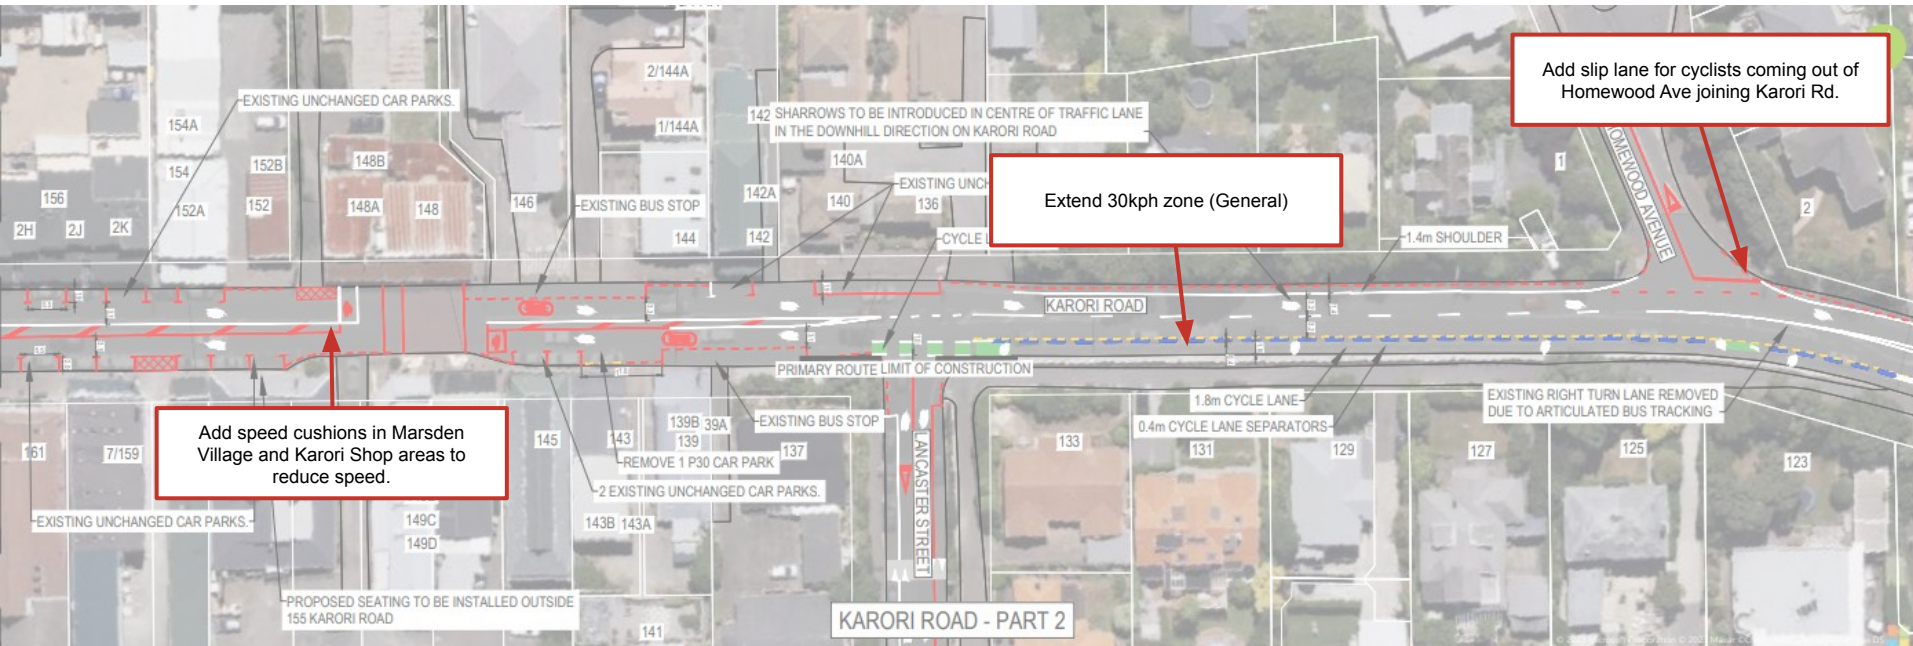 2/144A
Add slip lane for cyclists coming out of
Homewood Ave joining Karori Rd.
EXISTING UNCHANGED CAR PARKS.
154A
1/144A
142
SHARROWS TO BE INTRODUCED IN CENTRE OF TRAFFIC LANE
IN THE DOWNHILL DIRECTION ON KARORI ROAD
154
152B
148B
140A
1
HOMEWOOD AVENUE
156
152A
152
148A
148
146
EXISTING BUS STOP
142A
140
EXISTING
136
Extend 30kph zone (General)
2
2H
2J
2K
144
142
CYCLE
1.4m SHOULDER
KARORI ROAD
PRIMARY ROUTE LIMIT OF CONSTRUCTION
Add speed cushions in Marsden
Village and Karori Shop areas to
reduce speed.
161
7/159
145
143
139B
39A
139
137
EXISTING BUS STOP
REMOVE 1 P30 CAR PARK
2 EXISTING UNCHANGED CAR PARKS.
LANCASTER STREET
133
131
1.8m CYCLE LANE
0.4m CYCLE LANE SEPARATORS
129
EXISTING RIGHT TURN LANE REMOVED
DUE TO ARTICULATED BUS TRACKING
127
125
123
EXISTING UNCHANGED CAR PARKS.
149C
149D
143B
143A
PROPOSED SEATING TO BE INSTALLED OUTSIDE
155 KARORI ROAD
141
KARORI ROAD - PART 2